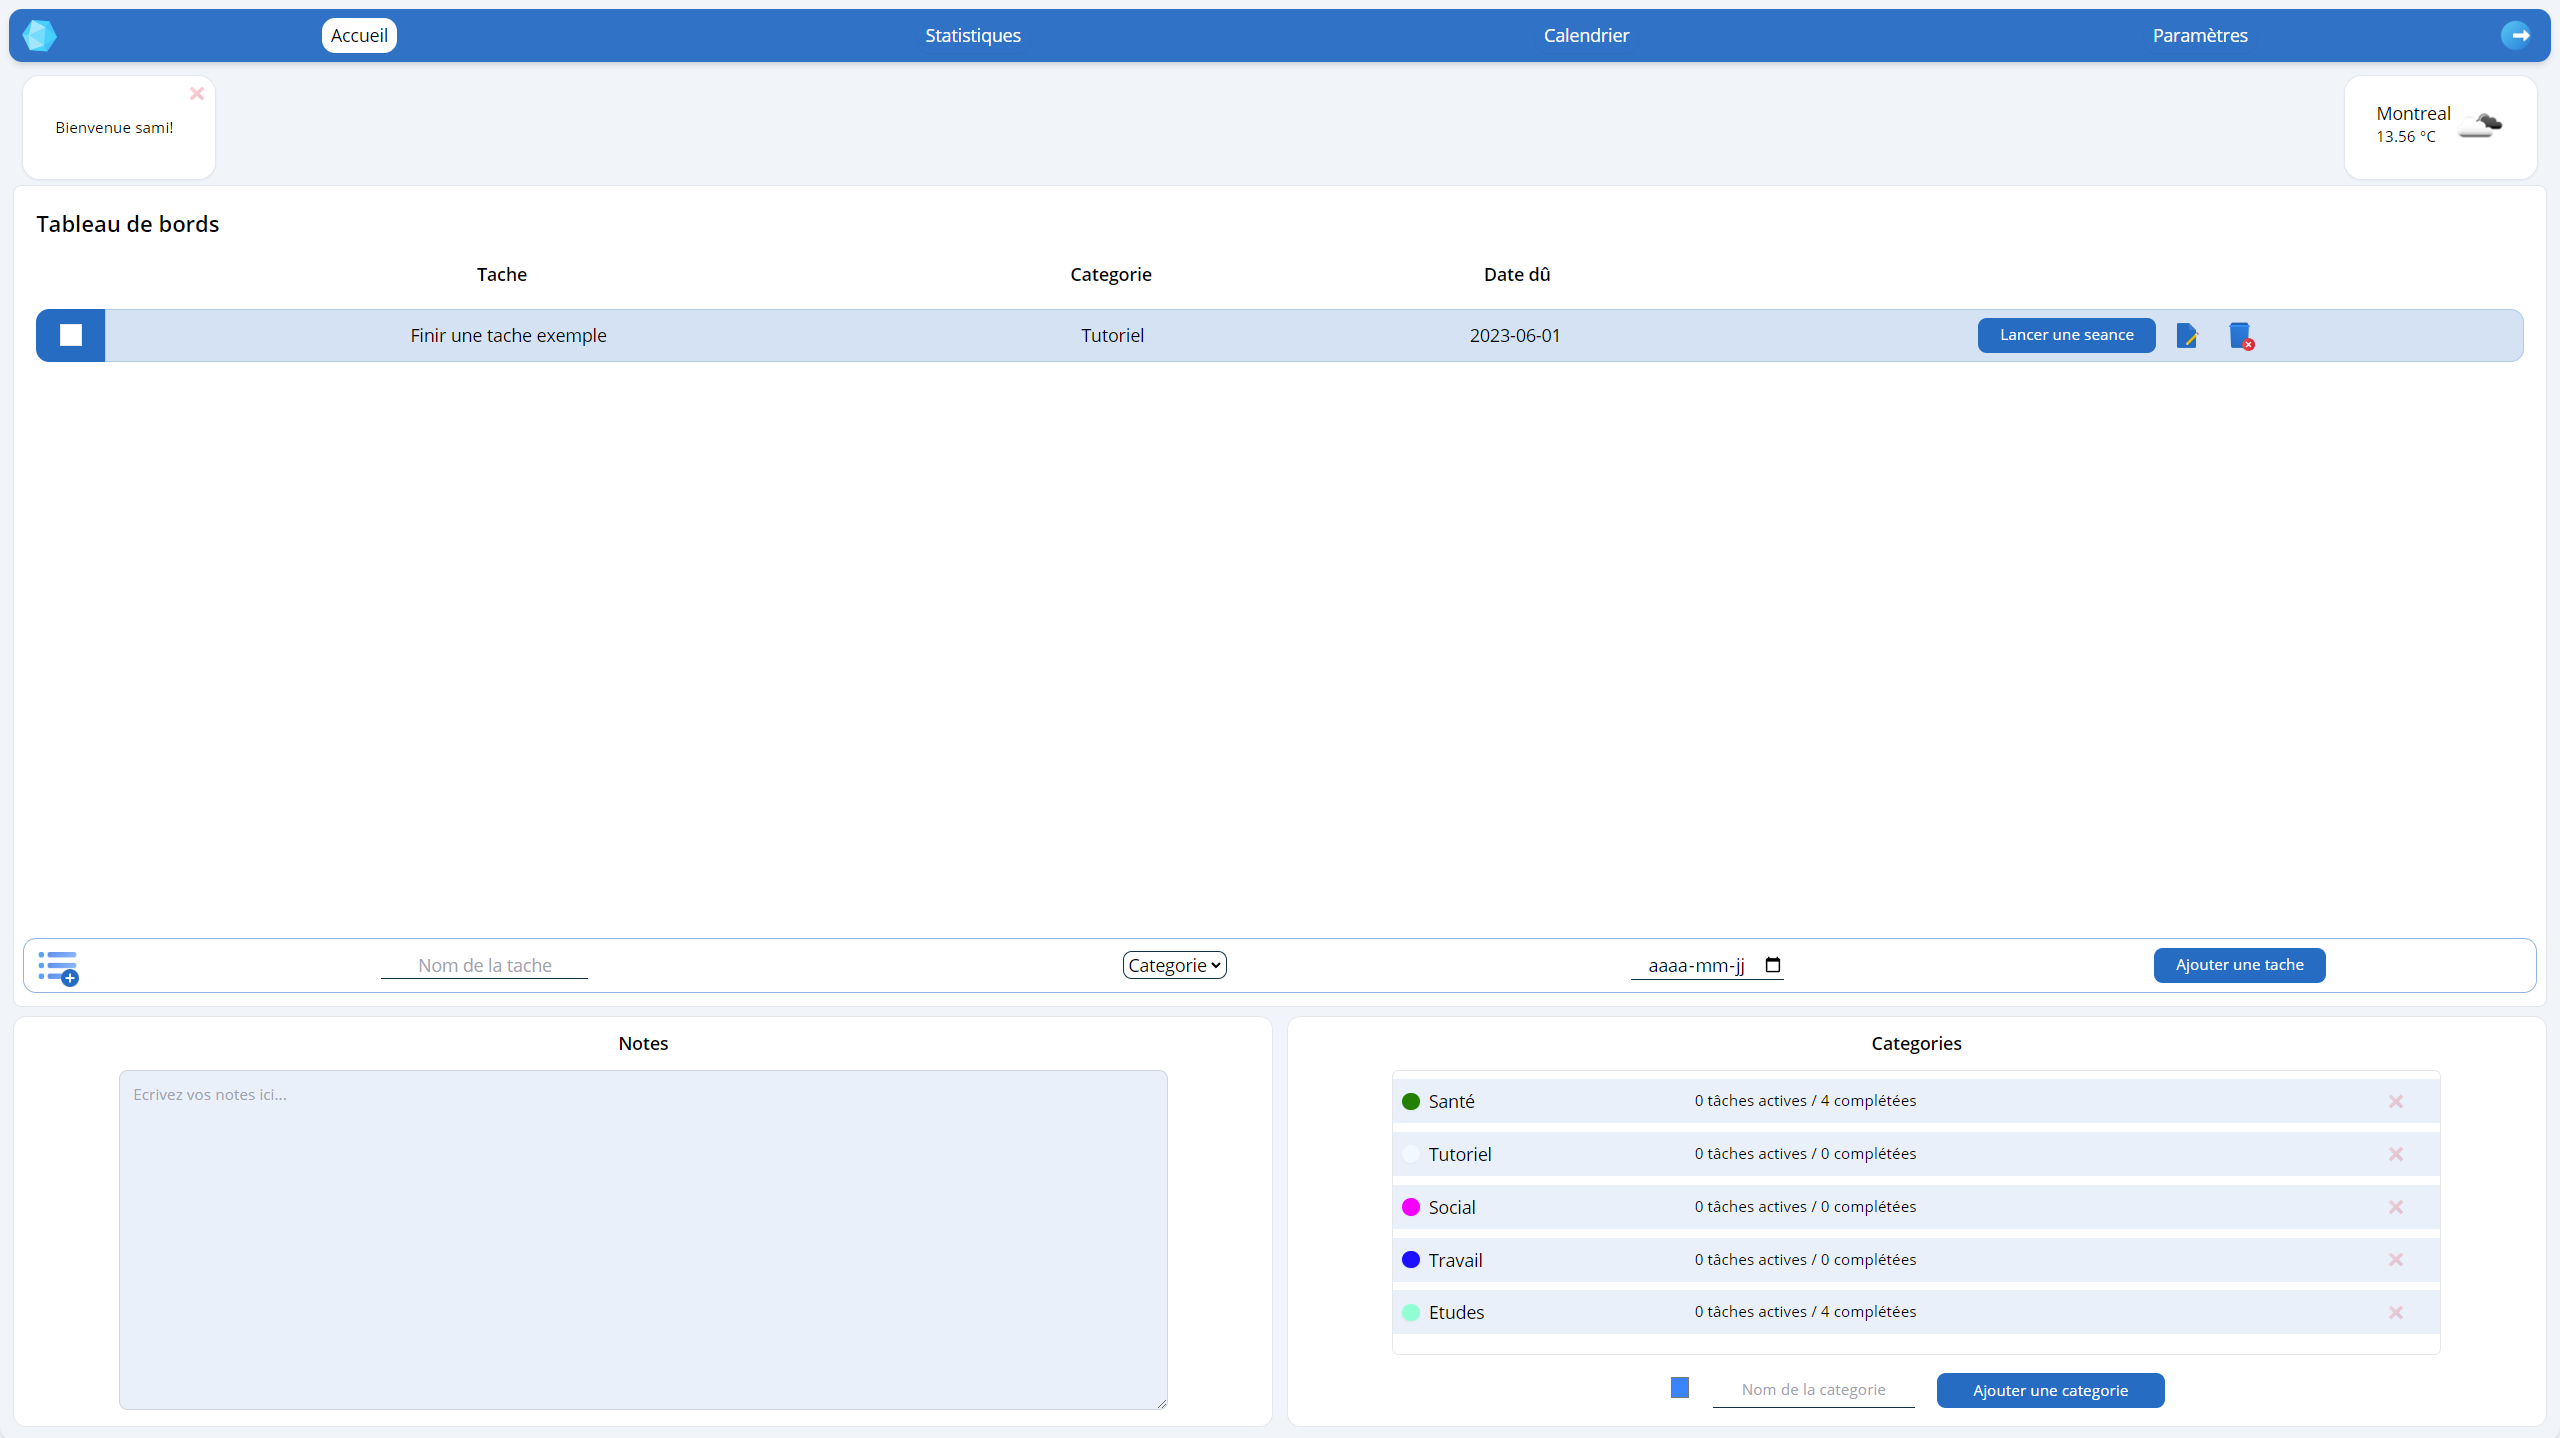 Accueil Statistiques Calendrier Paramètres
Bienvenue sami!
Montreal
13.56 °C
Tableau de bords
Tache Categorie Date dû
Finir une tache exemple Tutoriel 2023-06-01 Lancer une seance
Nom de la tache Categorie aaaa-mm-jj Ajouter une tache
Notes
Ecrivez vos notes ici...
Categories
Santé 0 tâches actives / 4 complétées
Tutoriel 0 tâches actives / 0 complétées
Social 0 tâches actives / 0 complétées
Travail 0 tâches actives / 0 complétées
Etudes 0 tâches actives / 4 complétées
Nom de la categorie Ajouter une categorie